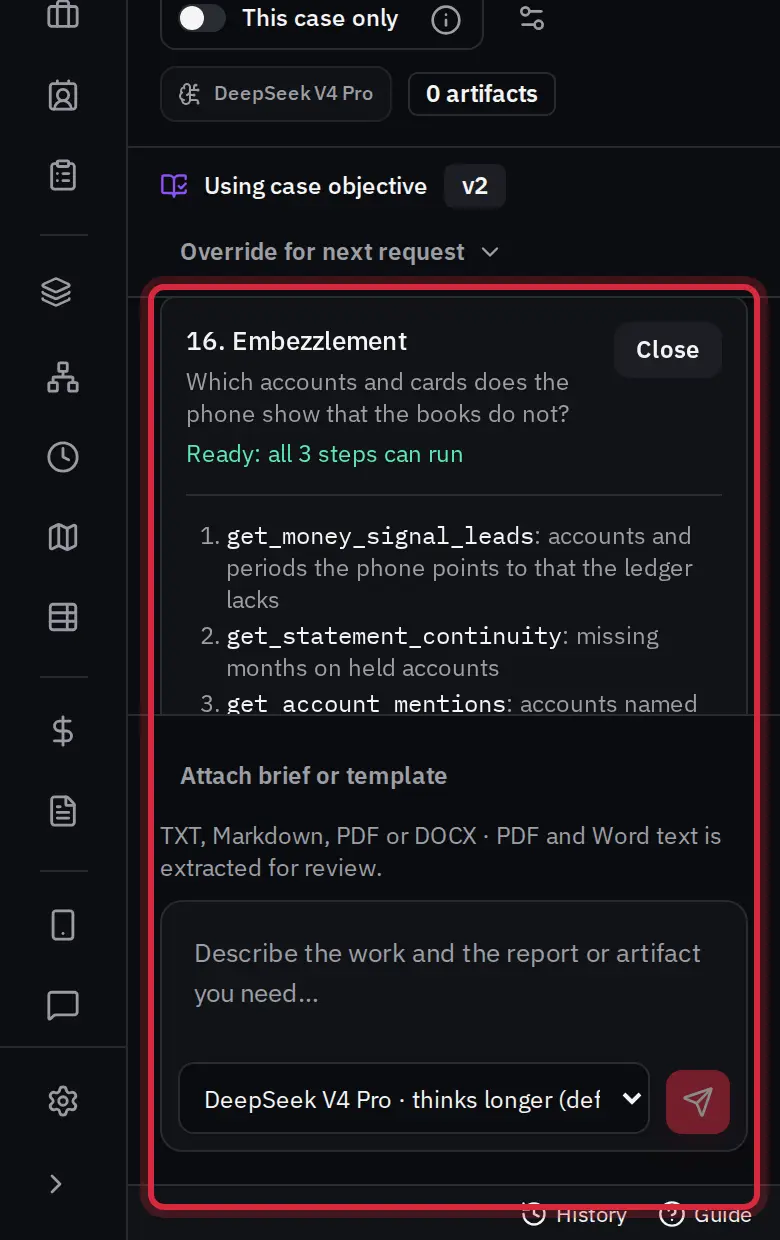 This case only
DeepSeek V4 Pro
0 artifacts
Using case objective
v2
Override for next request
16. Embezzlement
Close
Which accounts and cards does the
phone show that the books do not?
Ready: all 3 steps can run
1. get_money_signal_leads: accounts and
periods the phone points to that the ledger
lacks
2. get_statement_continuity: missing
months on held accounts
3. get_account_mentions: accounts named
Attach brief or template
TXT, Markdown, PDF or DOCX · PDF and Word text is
extracted for review.
Describe the work and the report or artifact
you need...
DeepSeek V4 Pro · thinks longer (def
History
Guide